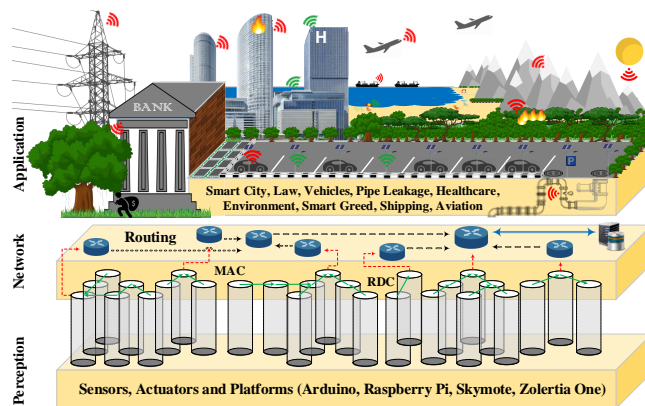 H
BANK
$
P
Application
Smart City, Law, Vehicles, Pipe Leakage, Healthcare,
Environment, Smart Greed, Shipping, Aviation
Network
Routing
MAC
RDC
Perception
Sensors, Actuators and Platforms (Arduino, Raspberry Pi, Skymote, Zolertia One)